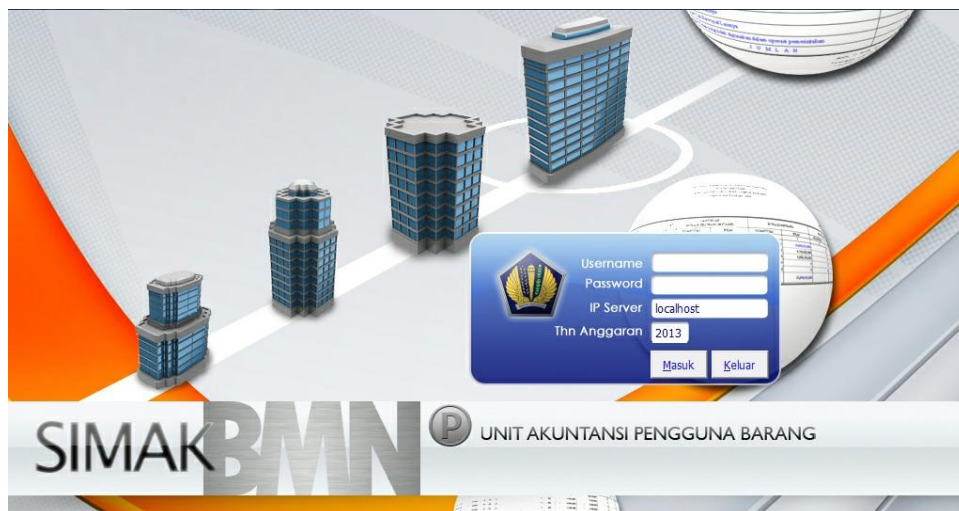 J U M L A H
Username
Password
IP Server localhost
Thn Anggaran 2013
Masuk Keluar
SIMAK BMN
P UNIT AKUNTANSI PENGGUNA BARANG